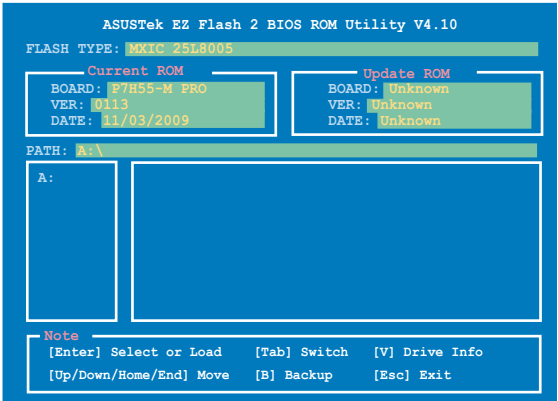 ASUSTek EZ Flash 2 BIOS ROM Utility V4.10
FLASH TYPE: MXIC 25L8005
Current ROM
BOARD: P7H55-M PRO
VER: 0113
DATE: 11/03/2009
Update ROM
BOARD: Unknown
VER: Unknown
DATE: Unknown
PATH: A:\
A:
Note
[Enter] Select or Load [Tab] Switch [V] Drive Info
[Up/Down/Home/End] Move [B] Backup [Esc] Exit